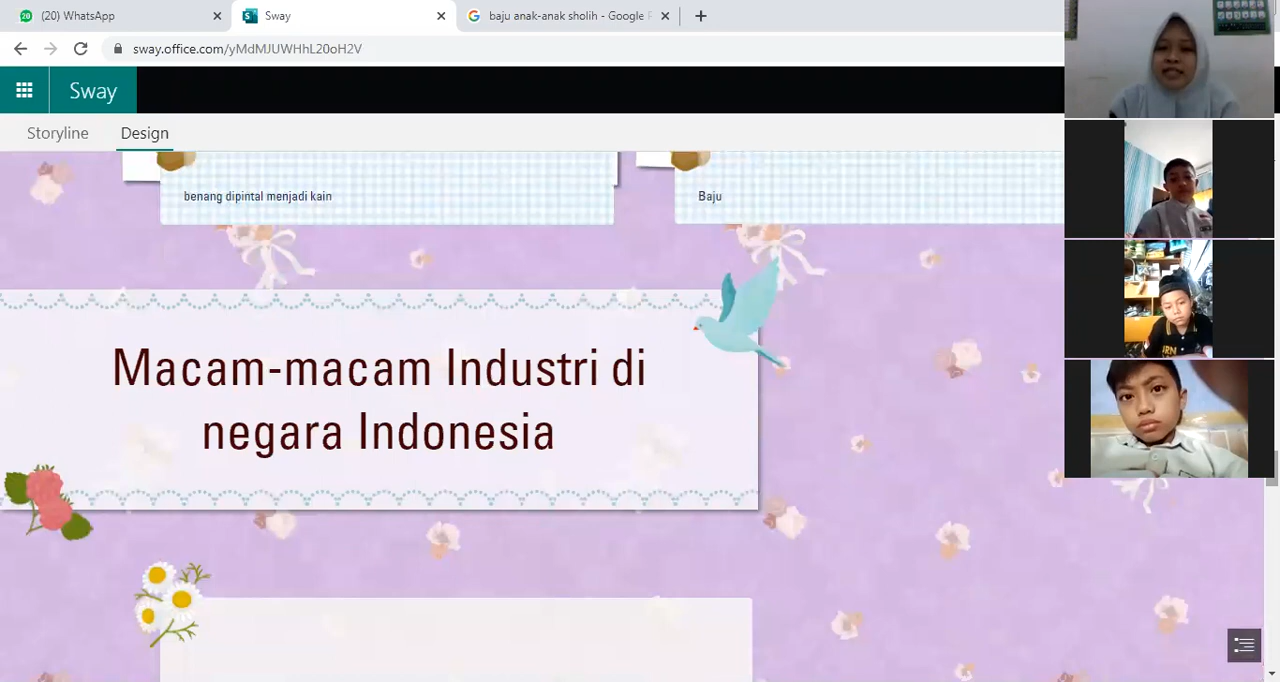 (20) WhatsApp
Sway
baju anak-anak sholih - Google
sway.office.com/yMdMJUWHhL20oH2V
Sway
Storyline
Design
benang dipintal menjadi kain
Baju
Macam-macam Industri di
negara Indonesia